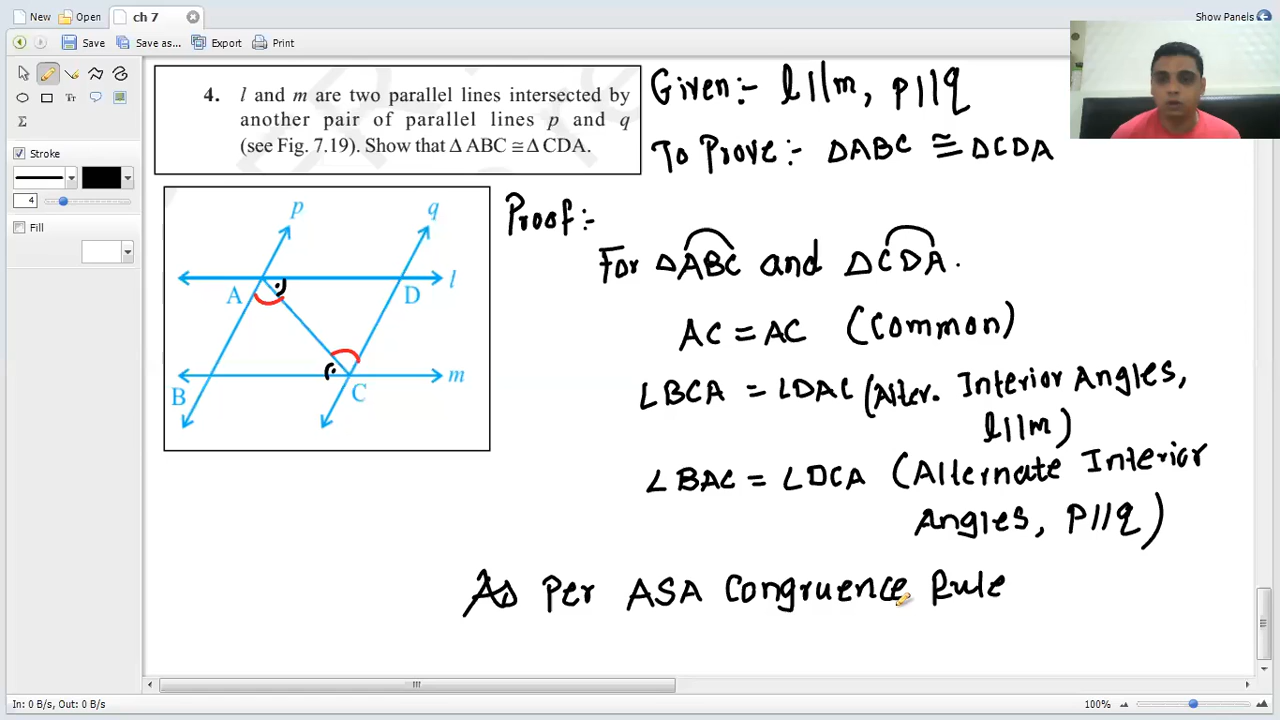 New Open ch 7 Show Panels
Save Save as... Export Print
Stroke
4
Fill
4. l and m are two parallel lines intersected by
another pair of parallel lines p and q
(see Fig. 7.19). Show that Δ ABC ≅ Δ CDA.
p q
A D l
B C m
Given:- l||m, p||q
To Prove:- ΔABC ≅ ΔCDA
Proof:-
For ΔABC and ΔCDA.
AC = AC (Common)
∠BCA = ∠DAC (Alter. Interior Angles,
l||m)
∠BAC = ∠DCA (Alternate Interior
Angles, P||q)
As Per ASA Congruence Rule
In: 0 B/s, Out: 0 B/s 100%